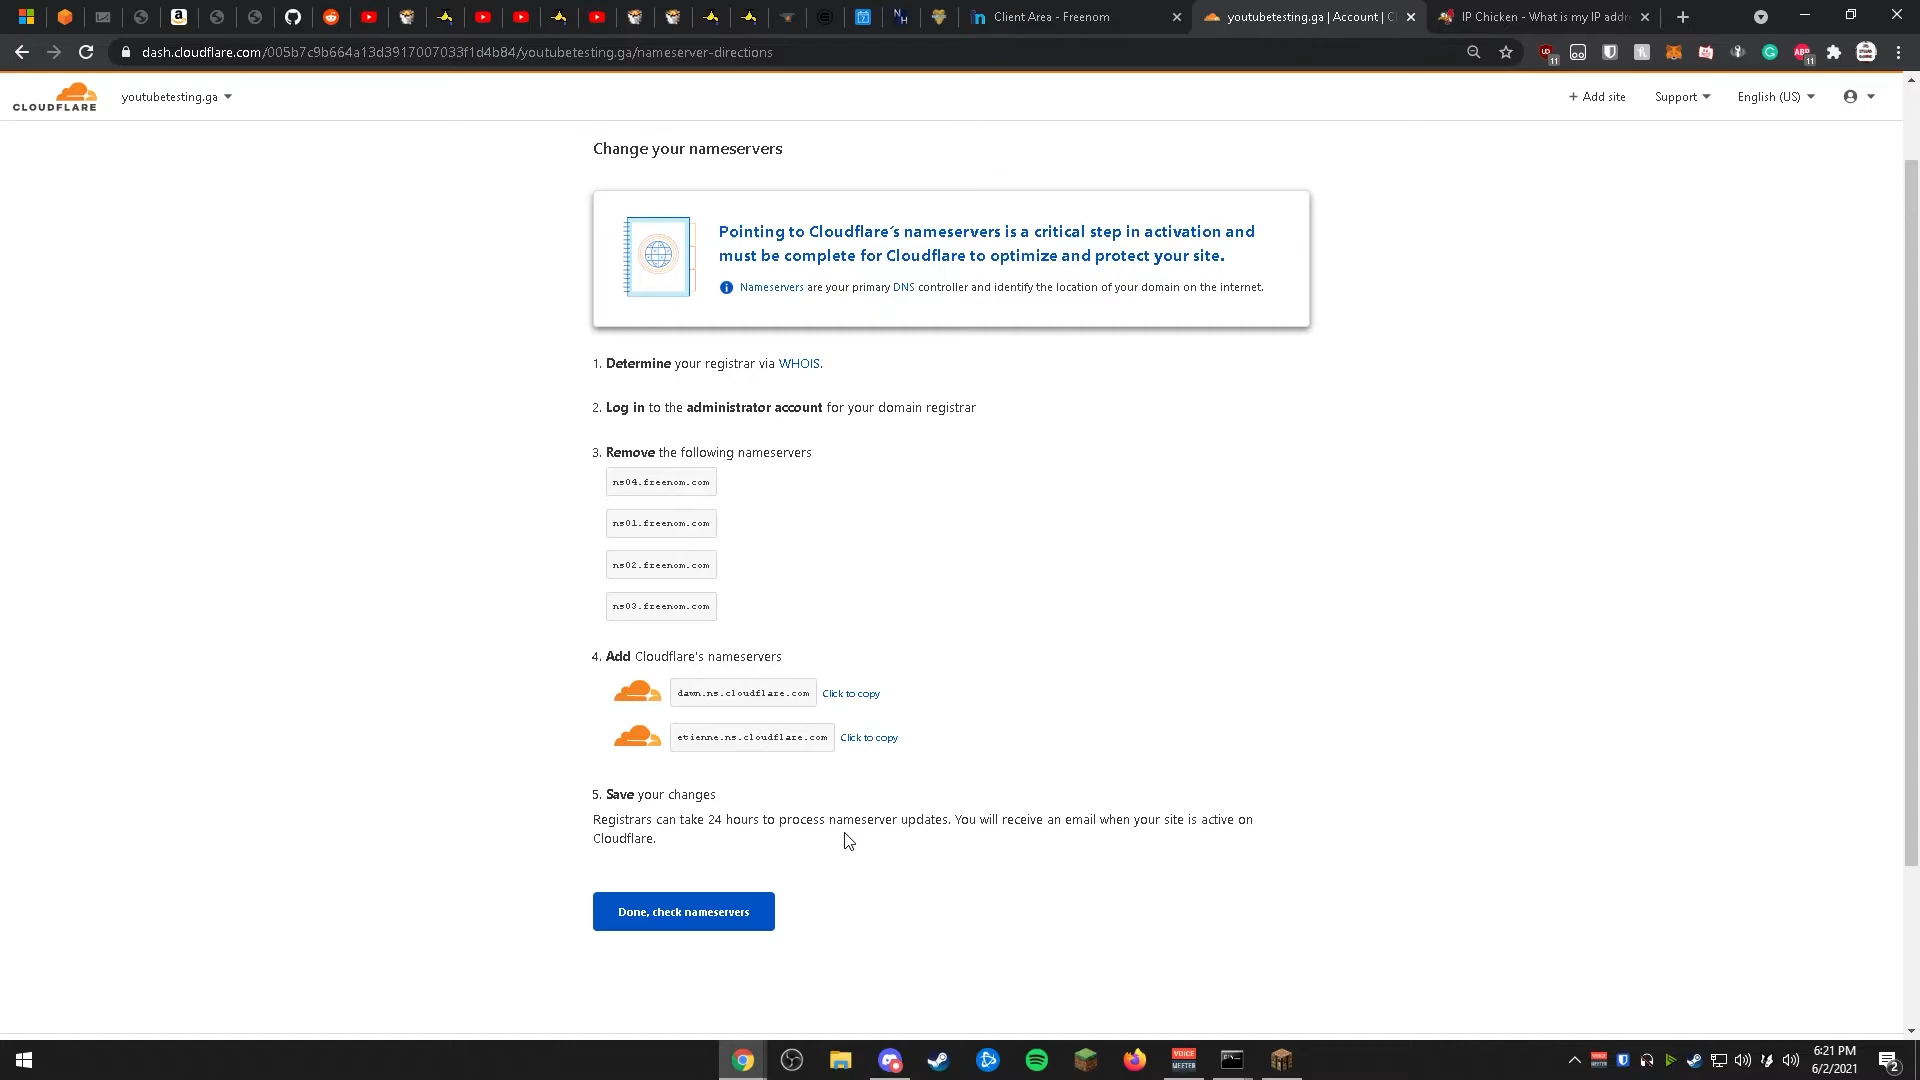 Client Area - Freenom
youtubetesting.ga | Account | C
IP Chicken - What is my IP addre
dash.cloudflare.com/005b7c9b664a13d3917007033f1d4b84/youtubetesting.ga/nameserver-directions
CLOUDFLARE
youtubetesting.ga
+ Add site
Support
English (US)
Change your nameservers
Pointing to Cloudflare's nameservers is a critical step in activation and
must be complete for Cloudflare to optimize and protect your site.
Nameservers are your primary DNS controller and identify the location of your domain on the internet.
1. Determine your registrar via WHOIS.
2. Log in to the administrator account for your domain registrar
3. Remove the following nameservers
ns04.freenom.com
ns01.freenom.com
ns02.freenom.com
ns03.freenom.com
4. Add Cloudflare's nameservers
dawn.ns.cloudflare.com Click to copy
etienne.ns.cloudflare.com Click to copy
5. Save your changes
Registrars can take 24 hours to process nameserver updates. You will receive an email when your site is active on
Cloudflare.
Done, check nameservers
VOICE
MEETER
6:21 PM
6/2/2021
2